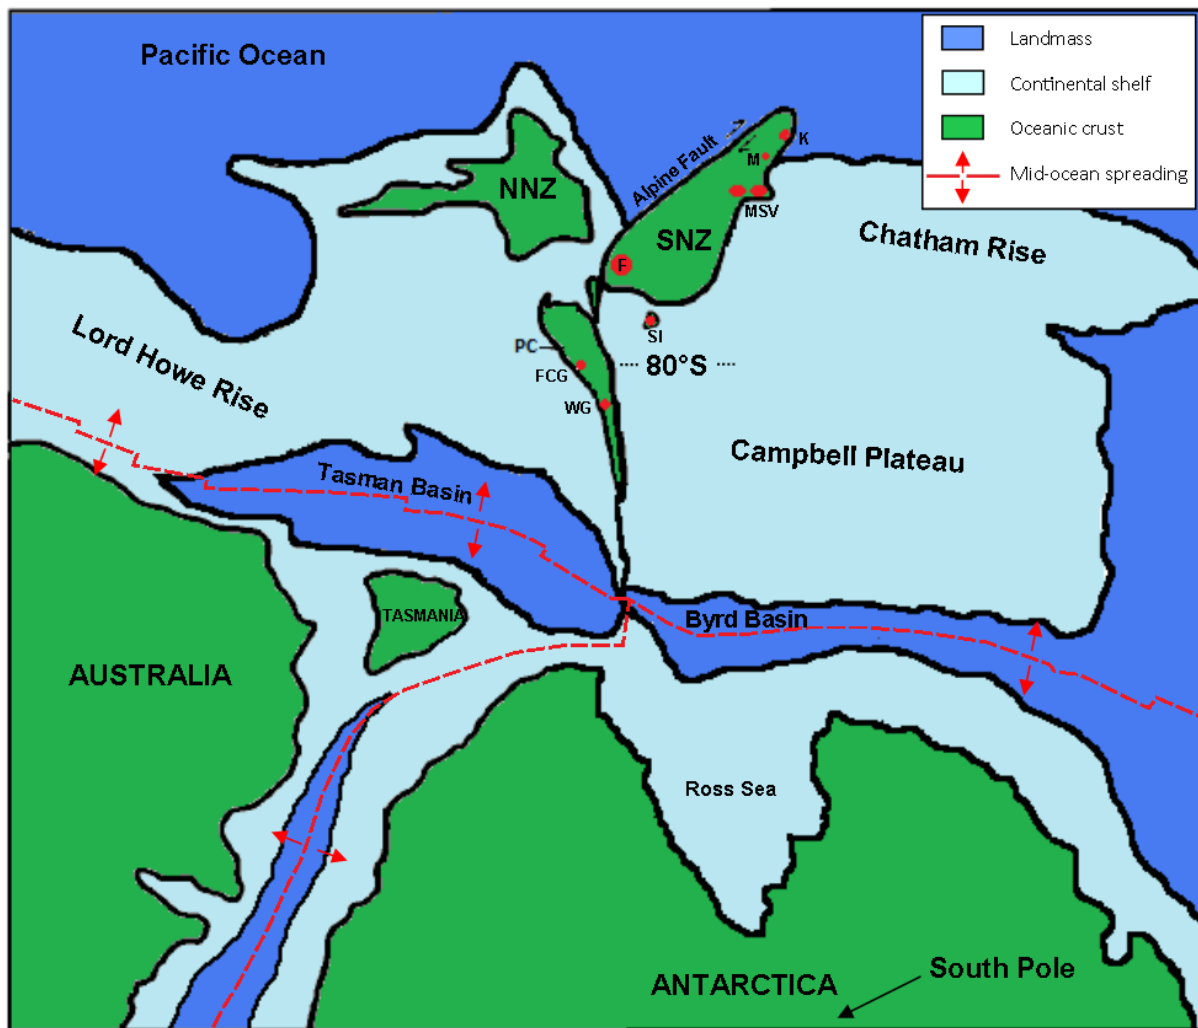 Pacific Ocean
Landmass
Continental shelf
Oceanic crust
Mid-ocean spreading
Alpine Fault
K
M
MSV
NNZ
SNZ
F
Chatham Rise
SI
Lord Howe Rise
PC
FCG
80°S
WG
Campbell Plateau
Tasman Basin
TASMANIA
Byrd Basin
AUSTRALIA
Ross Sea
South Pole
ANTARCTICA